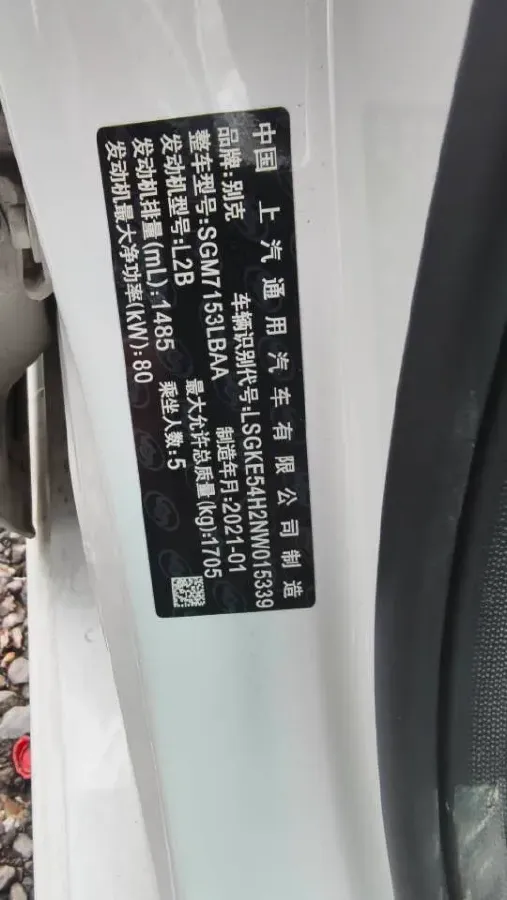 中国 上汽通用汽车有限公司制造
品牌:别克 车辆识别代号:LSGKE54H2NW015339
整车型号:SGM7153LBAA 制造年月:2021-01
发动机型号:L2B 最大允许总质量(kg):1705
发动机排量(mL):1485 乘坐人数:5
发动机最大净功率(kW):80